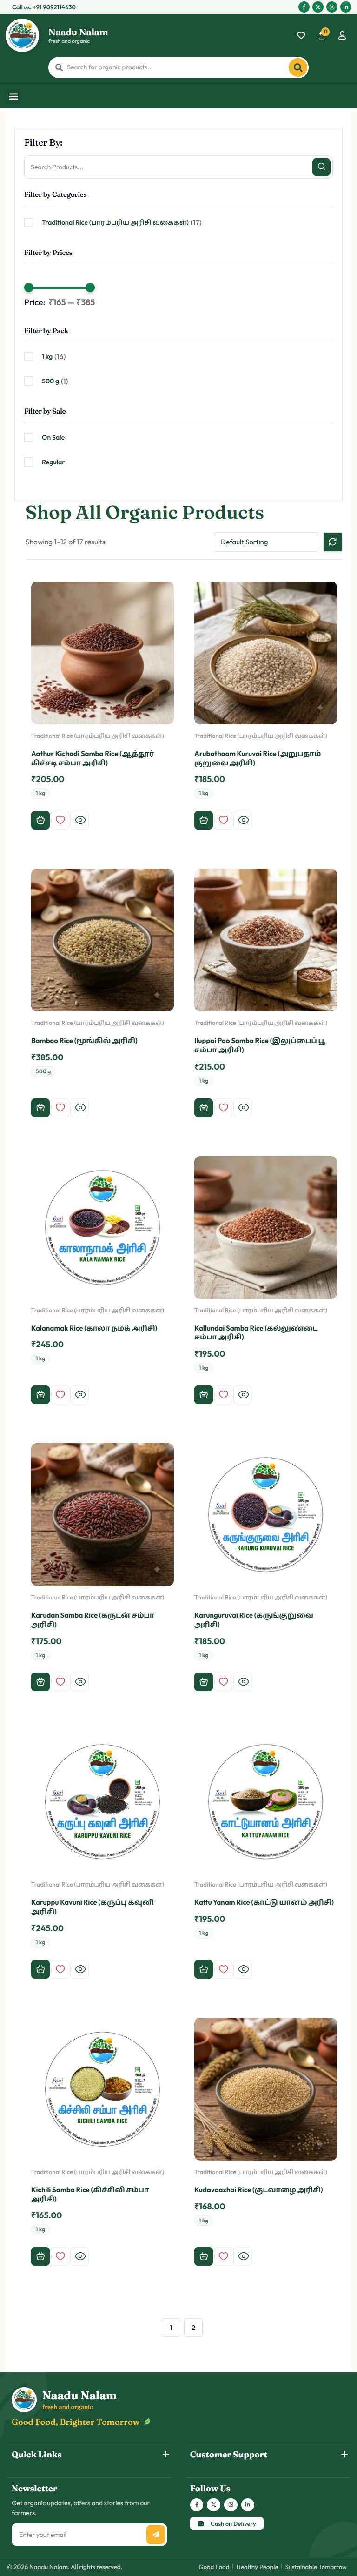 Call us: +91 9092114630
Naadu Nalam
fresh and organic
0
Search for organic products...
Filter By:
Search Products...
Filter by Categories
Traditional Rice (பாரம்பரிய அரிசி வகைகள்) (17)
Filter by Prices
Price: ₹165 — ₹385
Filter by Pack
1 kg (16)
500 g (1)
Filter by Sale
On Sale
Regular
Shop All Organic Products
Showing 1–12 of 17 results
Default Sorting
Traditional Rice (பாரம்பரிய அரிசி வகைகள்)
Aathur Kichadi Samba Rice (ஆத்தூர்
கிச்சடி சம்பா அரிசி)
₹205.00
1 kg
Traditional Rice (பாரம்பரிய அரிசி வகைகள்)
Arubathaam Kuruvai Rice (அறுபதாம்
குறுவை அரிசி)
₹185.00
1 kg
Traditional Rice (பாரம்பரிய அரிசி வகைகள்)
Bamboo Rice (மூங்கில் அரிசி)
₹385.00
500 g
Traditional Rice (பாரம்பரிய அரிசி வகைகள்)
Iluppai Poo Samba Rice (இலுப்பைப் பூ
சம்பா அரிசி)
₹215.00
1 kg
fssai
காலாநாமக் அரிசி
KALA NAMAK RICE
Traditional Rice (பாரம்பரிய அரிசி வகைகள்)
Kalanamak Rice (காலா நமக் அரிசி)
₹245.00
1 kg
Traditional Rice (பாரம்பரிய அரிசி வகைகள்)
Kallundai Samba Rice (கல்லுண்டை
சம்பா அரிசி)
₹195.00
1 kg
Traditional Rice (பாரம்பரிய அரிசி வகைகள்)
Karudan Samba Rice (கருடன் சம்பா
அரிசி)
₹175.00
1 kg
fssai
கருங்குருவை அரிசி
KARUNG KURUVAI RICE
Traditional Rice (பாரம்பரிய அரிசி வகைகள்)
Karunguruvai Rice (கருங்குறுவை
அரிசி)
₹185.00
1 kg
fssai
கருப்பு கவுனி அரிசி
KARUPPU KAVUNI RICE
Traditional Rice (பாரம்பரிய அரிசி வகைகள்)
Karuppu Kavuni Rice (கருப்பு கவுனி
அரிசி)
₹245.00
1 kg
fssai
காட்டுயானம் அரிசி
KATTUYANAM RICE
Traditional Rice (பாரம்பரிய அரிசி வகைகள்)
Kattu Yanam Rice (காட்டு யானம் அரிசி)
₹195.00
1 kg
fssai
கிச்சிலி சம்பா அரிசி
KICHILI SAMBA RICE
Traditional Rice (பாரம்பரிய அரிசி வகைகள்)
Kichili Samba Rice (கிச்சிலி சம்பா
அரிசி)
₹165.00
1 kg
Traditional Rice (பாரம்பரிய அரிசி வகைகள்)
Kudavaazhai Rice (குடவாழை அரிசி)
₹168.00
1 kg
1 2
Naadu Nalam
fresh and organic
Good Food, Brighter Tomorrow
Quick Links
Customer Support
Newsletter
Get organic updates, offers and stories from our
farmers.
Enter your email
Follow Us
Cash on Delivery
© 2026 Naadu Nalam. All rights reserved.
Good Food | Healthy People | Sustainable Tomorrow